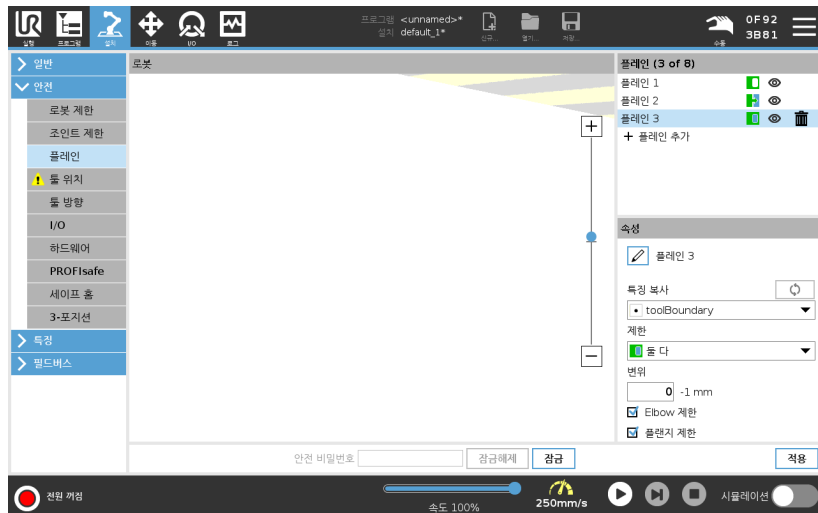 프로그램 <unnamed>*
설치 default_1*
실행
프로그램
설치
이동
I/O
로그
신규...
열기...
저장...
수동
0F92
3B81
일반
안전
로봇 제한
조인트 제한
플레인
툴 위치
툴 방향
I/O
하드웨어
PROFIsafe
세이프 홈
3-포지션
특징
필드버스
로봇
플레인 (3 of 8)
플레인 1
플레인 2
플레인 3
플레인 추가
속성
플레인 3
특징 복사
toolBoundary
제한
둘 다
변위
0 -1 mm
Elbow 제한
플랜지 제한
안전 비밀번호
잠금해제
잠금
적용
전원 꺼짐
속도 100%
250mm/s
시뮬레이션